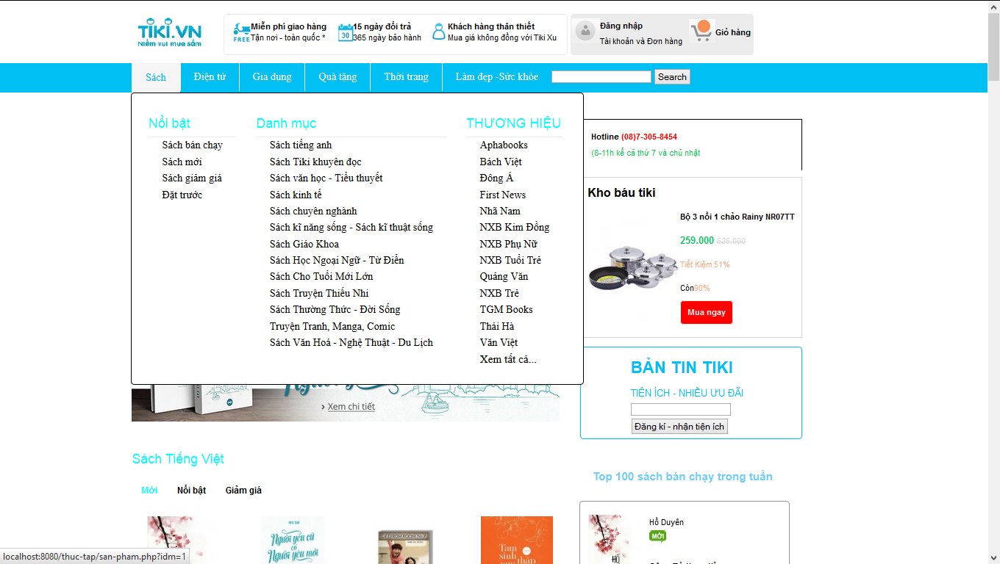 TIKI.VN
Niềm vui mua sắm
FREE
Miễn phí giao hàng
Tận nơi - toàn quốc *
30
15 ngày đổi trả
365 ngày bảo hành
Khách hàng thân thiết
Mua giá không đồng với Tiki Xu
Đăng nhập
Tài khoản và Đơn hàng
Giỏ hàng
Sách
Điện tử
Gia dụng
Quà tặng
Thời trang
Làm đẹp -Sức khỏe
Search
Nổi bật
Sách bán chạy
Sách mới
Sách giảm giá
Đặt trước
Danh mục
Sách tiếng anh
Sách Tiki khuyên đọc
Sách văn học - Tiểu thuyết
Sách kinh tế
Sách chuyên nghành
Sách kĩ năng sống - Sách kĩ thuật sống
Sách Giáo Khoa
Sách Học Ngoại Ngữ - Từ Điển
Sách Cho Tuổi Mới Lớn
Sách Truyện Thiếu Nhi
Sách Thường Thức - Đời Sống
Truyện Tranh, Manga, Comic
Sách Văn Hoá - Nghệ Thuật - Du Lịch
THƯƠNG HIỆU
Aphabooks
Bách Việt
Đông Á
First News
Nhã Nam
NXB Kim Đồng
NXB Phụ Nữ
NXB Tuổi Trẻ
Quảng Văn
NXB Trẻ
TGM Books
Thái Hà
Văn Việt
Xem tất cả...
Hotline (08)7-305-8454
(8-11h kể cả thứ 7 và chủ nhật
Kho báu tiki
Bộ 3 nồi 1 chảo Rainy NR07TT
259.000 525.000
Tiết Kiệm 51%
Còn90%
Mua ngay
› Xem chi tiết
BẢN TIN TIKI
TIỆN ÍCH - NHIỀU ƯU ĐÃI
Đăng kí - nhận tiện ích
Sách Tiếng Việt
Mới
Nổi bật
Giảm giá
Người yêu cũ
có
Người yêu mới
GET FROM ROOM NO.7
Tam
sinh
Top 100 sách bán chạy trong tuần
HỒ
Hồ Duyên
MỚI
localhost:8080/thuc-tap/san-pham.php?idm=1